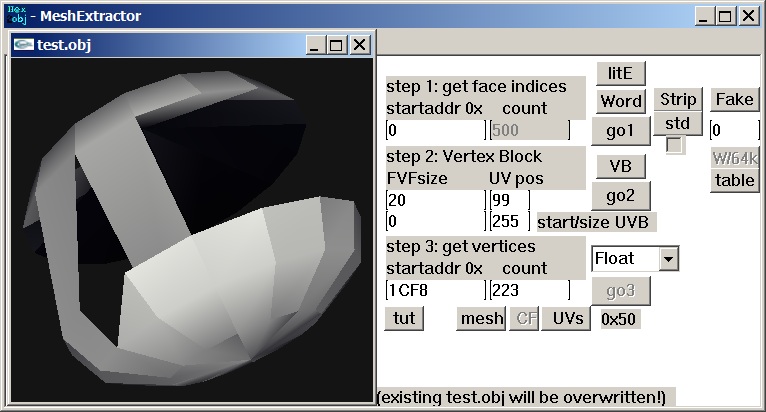 Hex
obj - MeshExtractor
test.obj
step 1: get face indices
startaddr 0x count
0 500
litE
Word
go1
Strip
std
Fake
0
W/64k
table
step 2: Vertex Block
FVFsize UV pos
20 99
0 255 start/size UVB
VB
go2
step 3: get vertices
startaddr 0x count
1CF8 223
Float
go3
tut mesh CF UVs 0x50
(existing test.obj will be overwritten!)